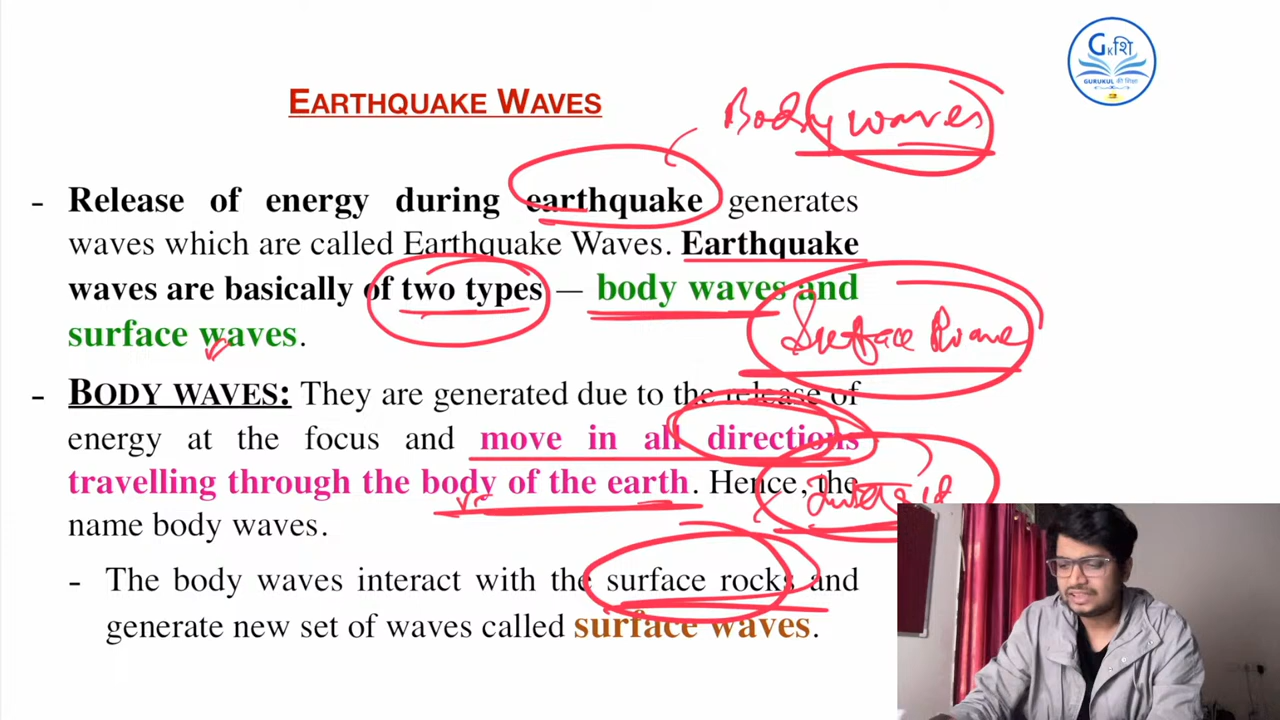 GKशि
GURUKUL की शिक्षा
EARTHQUAKE WAVES
Body waves
- Release of energy during earthquake generates
waves which are called Earthquake Waves. Earthquake
waves are basically of two types — body waves and
surface waves.
Surface
- BODY WAVES: They are generated due to the release of
energy at the focus and move in all directions
travelling through the body of the earth. Hence, the
name body waves.
- The body waves interact with the surface rocks and
generate new set of waves called surface waves.